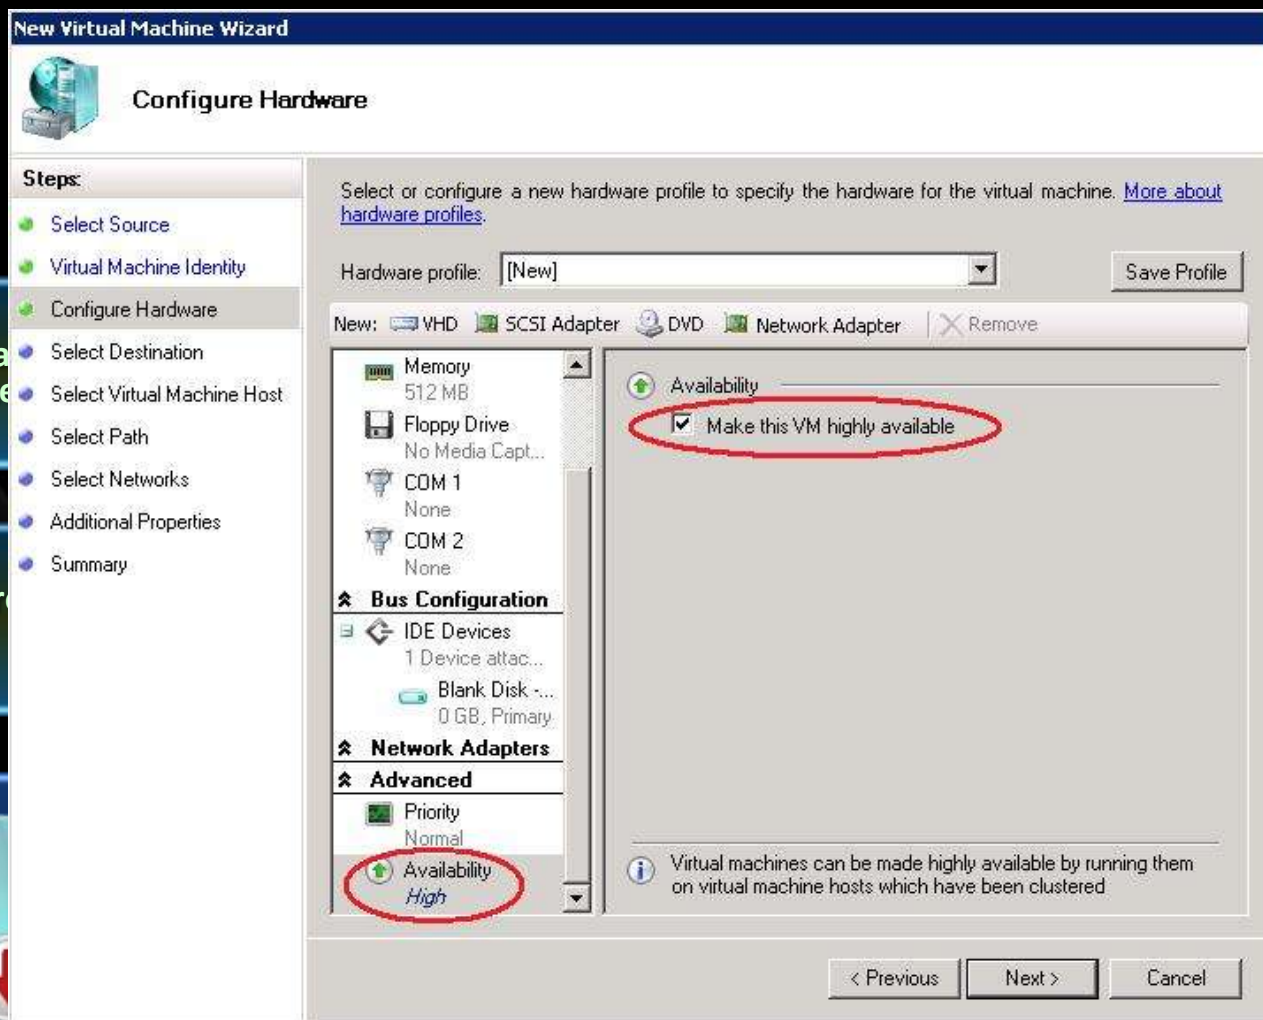 New Virtual Machine Wizard
Configure Hardware
Steps:
Select Source
Virtual Machine Identity
Configure Hardware
Select Destination
Select Virtual Machine Host
Select Path
Select Networks
Additional Properties
Summary
Select or configure a new hardware profile to specify the hardware for the virtual machine. More about
hardware profiles.
Hardware profile: [New]
Save Profile
New: VHD SCSI Adapter DVD Network Adapter Remove
Memory
512 MB
Floppy Drive
No Media Capt...
COM 1
None
COM 2
None
Bus Configuration
IDE Devices
1 Device attac...
Blank Disk -...
0 GB, Primary
Network Adapters
Advanced
Priority
Normal
Availability
High
Availability
Make this VM highly available
Virtual machines can be made highly available by running them
on virtual machine hosts which have been clustered
< Previous
Next >
Cancel